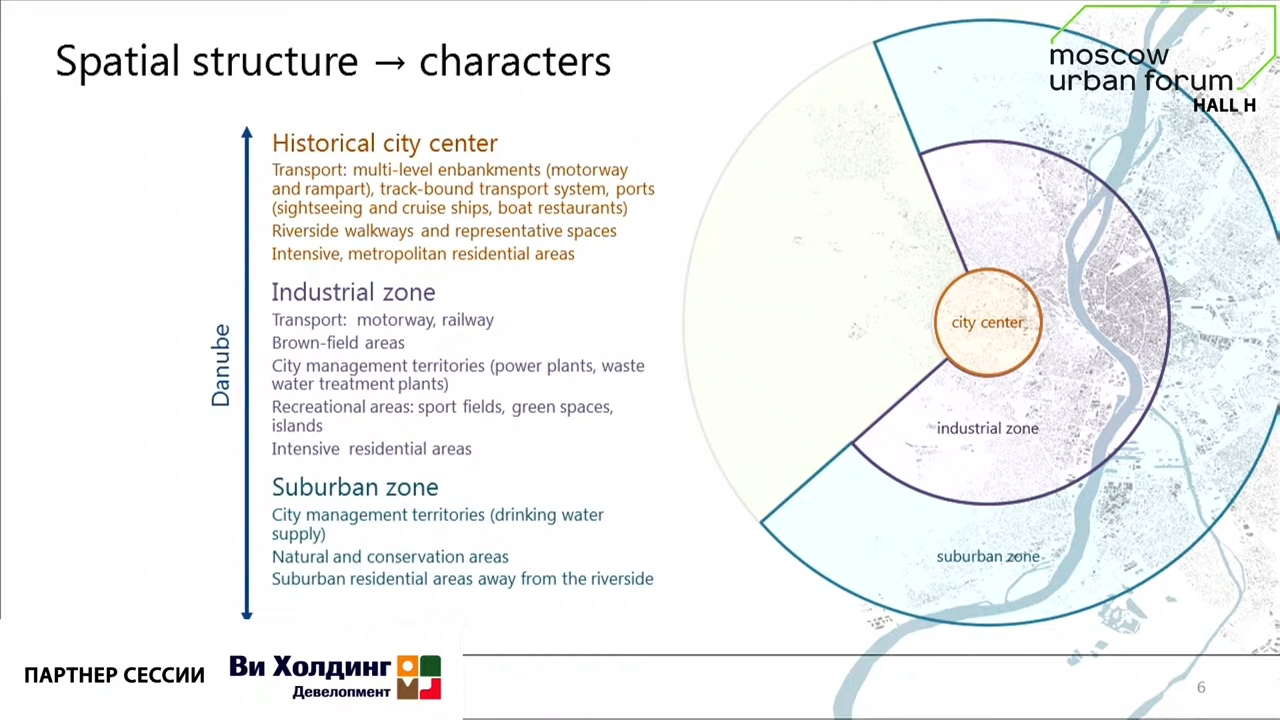 Spatial structure → characters
moscow
urban forum
HALL H
Danube
Historical city center
Transport: multi-level enbankments (motorway
and rampart), track-bound transport system, ports
(sightseeing and cruise ships, boat restaurants)
Riverside walkways and representative spaces
Intensive, metropolitan residential areas
Industrial zone
Transport: motorway, railway
Brown-field areas
City management territories (power plants, waste
water treatment plants)
Recreational areas: sport fields, green spaces,
islands
Intensive residential areas
Suburban zone
City management territories (drinking water
supply)
Natural and conservation areas
Suburban residential areas away from the riverside
city center
industrial zone
suburban zone
ПАРТНЕР СЕССИИ
Ви Холдинг
Девелопмент
6